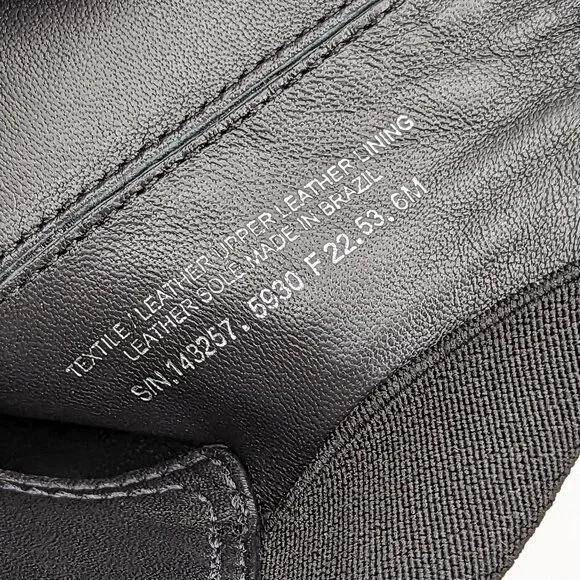 TEXTILE/LEATHER UPPER LEATHER LINING
LEATHER SOLE MADE IN BRAZIL
S/N.143257. 5930 F 22.53. 6M